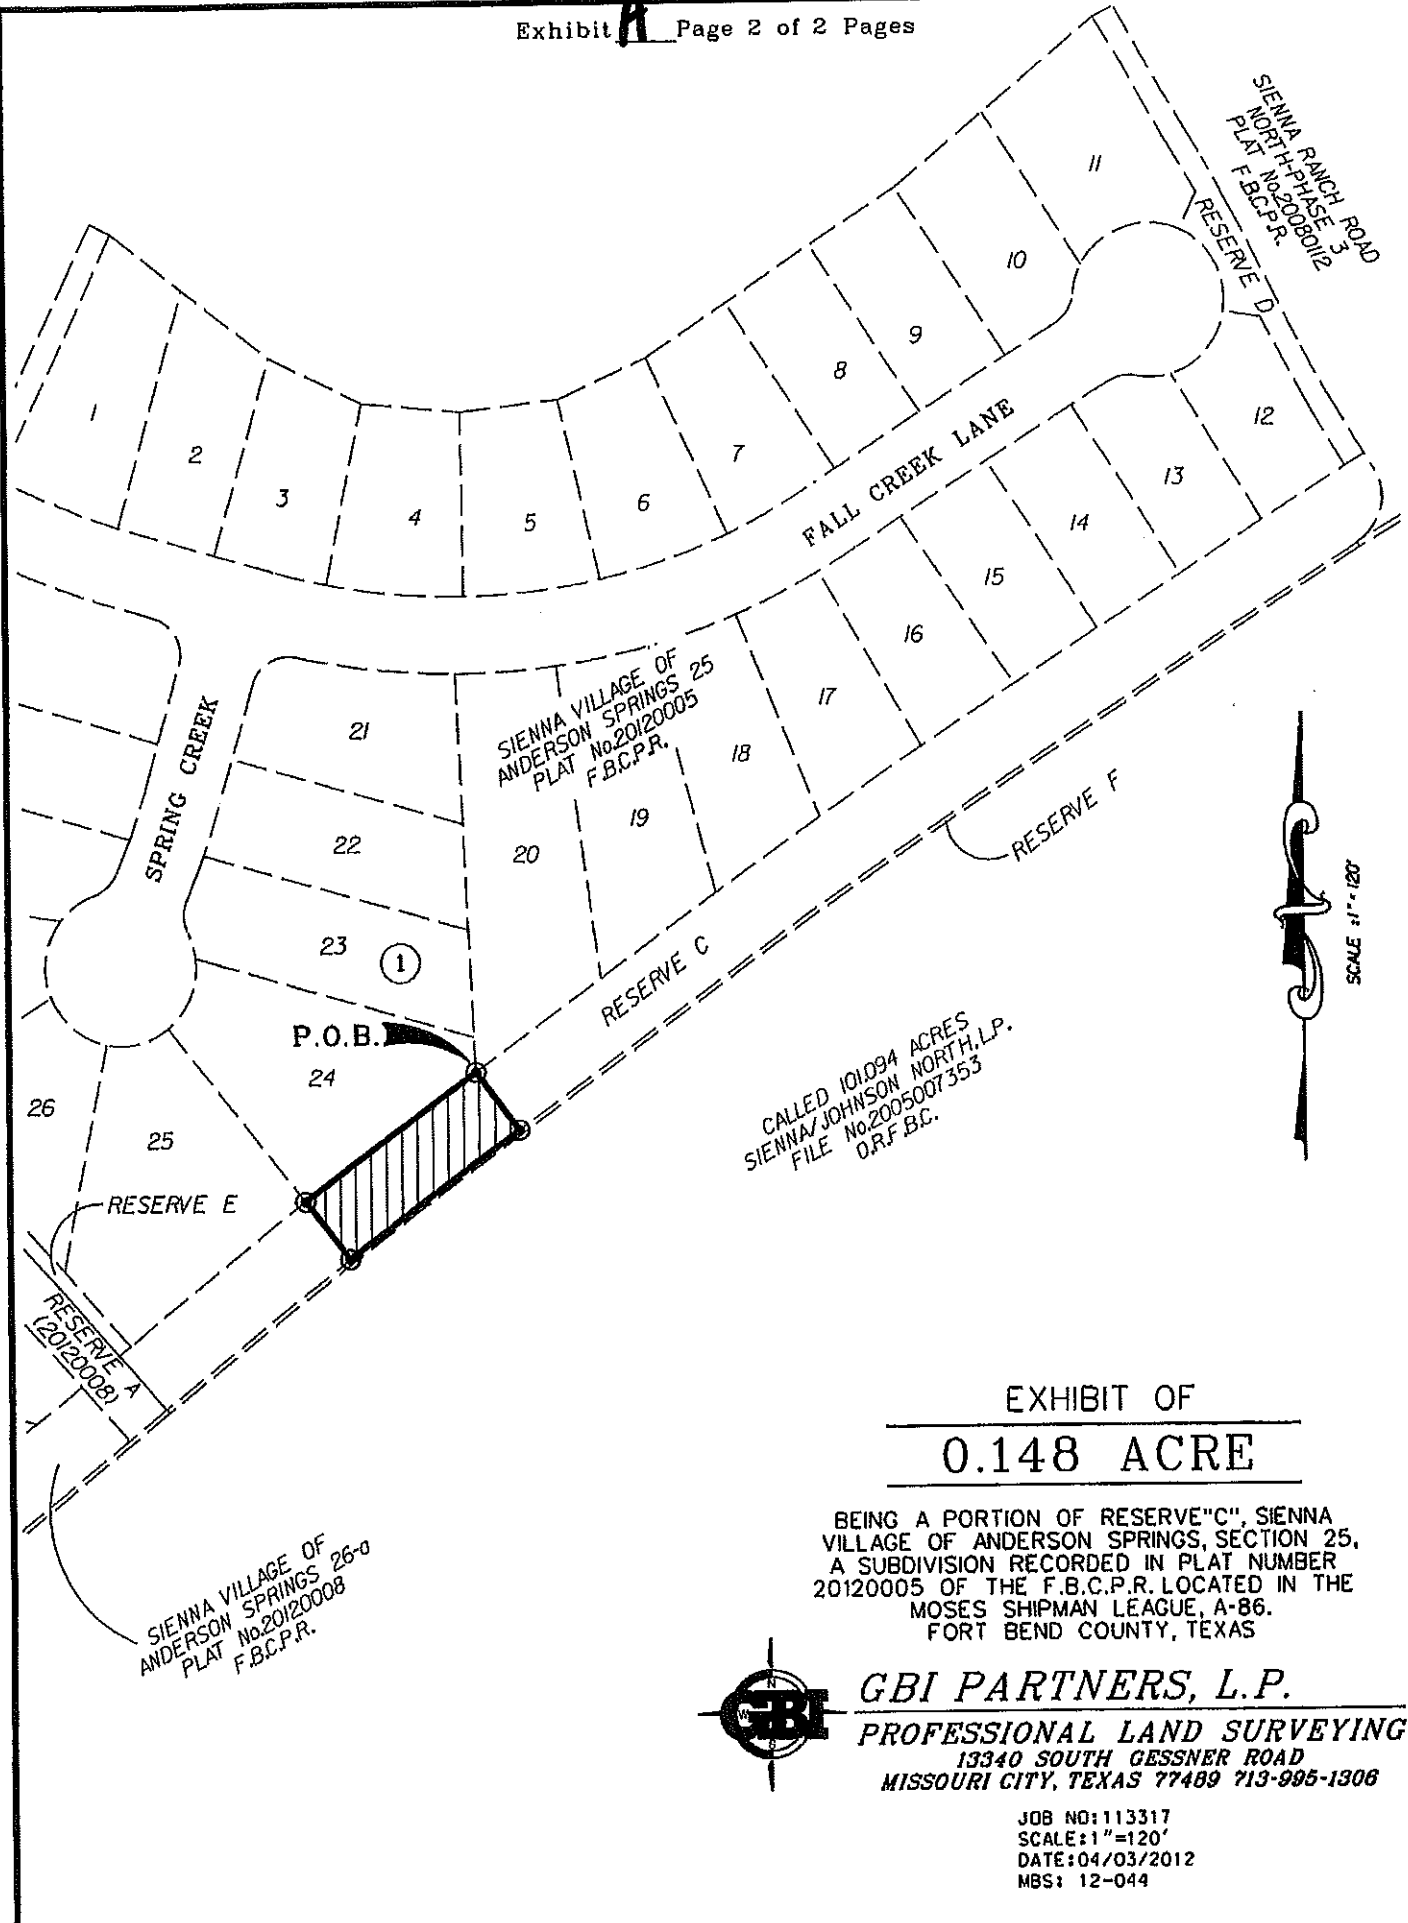 Exhibit A Page 2 of 2 Pages
SIENNA RANCH ROAD
NORTH-PHASE 3
PLAT No.20080112
F.B.C.P.R.
RESERVE D
11
10
9
8
7
6
5
4
3
2
1
12
13
14
15
16
17
18
19
20
21
22
23
24
25
26
FALL CREEK LANE
SPRING CREEK
SIENNA VILLAGE OF
ANDERSON SPRINGS 25
PLAT No.20120005
F.B.C.P.R.
1
P.O.B.
RESERVE C
RESERVE F
SCALE :1"=120'
CALLED 101.094 ACRES
SIENNA/JOHNSON NORTH,L.P.
FILE No.2005007353
O.R.F.B.C.
RESERVE E
RESERVE A
(20120008)
SIENNA VILLAGE OF
ANDERSON SPRINGS 26-a
PLAT No.20120008
F.B.C.P.R.
EXHIBIT OF
0.148 ACRE
BEING A PORTION OF RESERVE"C", SIENNA
VILLAGE OF ANDERSON SPRINGS, SECTION 25,
A SUBDIVISION RECORDED IN PLAT NUMBER
20120005 OF THE F.B.C.P.R. LOCATED IN THE
MOSES SHIPMAN LEAGUE, A-86.
FORT BEND COUNTY, TEXAS
N
W
GBI
S
GBI PARTNERS, L.P.
PROFESSIONAL LAND SURVEYING
13340 SOUTH GESSNER ROAD
MISSOURI CITY, TEXAS 77489 713-995-1306
JOB NO:113317
SCALE:1"=120'
DATE:04/03/2012
MBS: 12-044